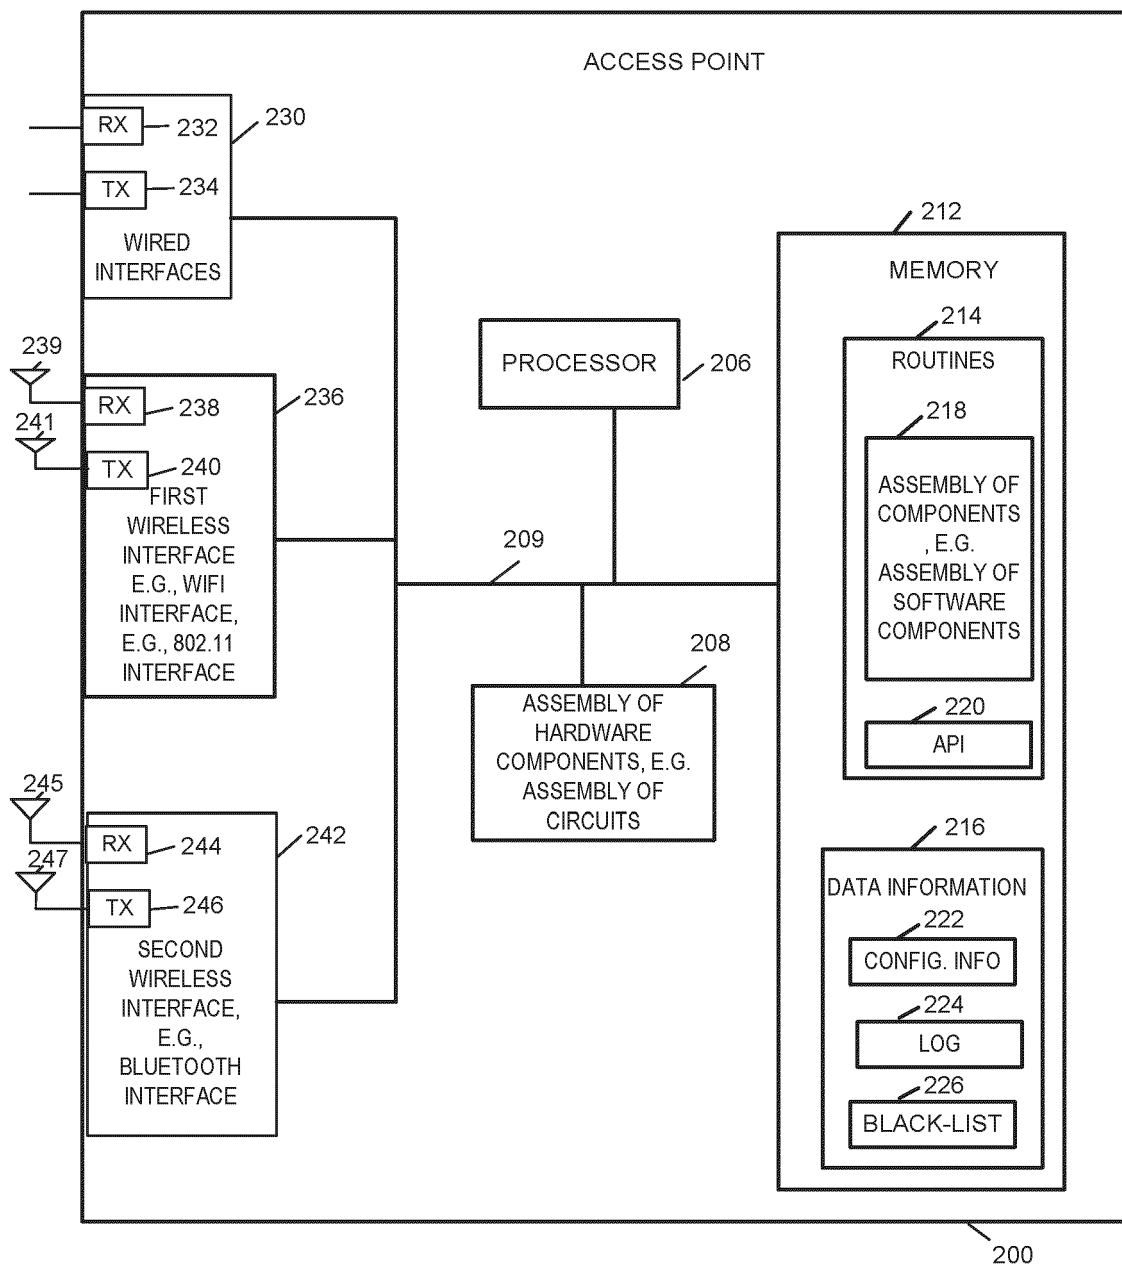 ACCESS POINT
RX
232
230
TX
234
WIRED
INTERFACES
239
RX
238
236
241
TX
240
FIRST
WIRELESS
INTERFACE
E.G., WIFI
INTERFACE,
E.G., 802.11
INTERFACE
245
RX
244
242
247
TX
246
SECOND
WIRELESS
INTERFACE,
E.G.,
BLUETOOTH
INTERFACE
PROCESSOR
206
209
208
ASSEMBLY OF
HARDWARE
COMPONENTS, E.G.
ASSEMBLY OF
CIRCUITS
212
MEMORY
214
ROUTINES
218
ASSEMBLY OF
COMPONENTS
, E.G.
ASSEMBLY OF
SOFTWARE
COMPONENTS
220
API
216
DATA INFORMATION
222
CONFIG. INFO
224
LOG
226
BLACK-LIST
200